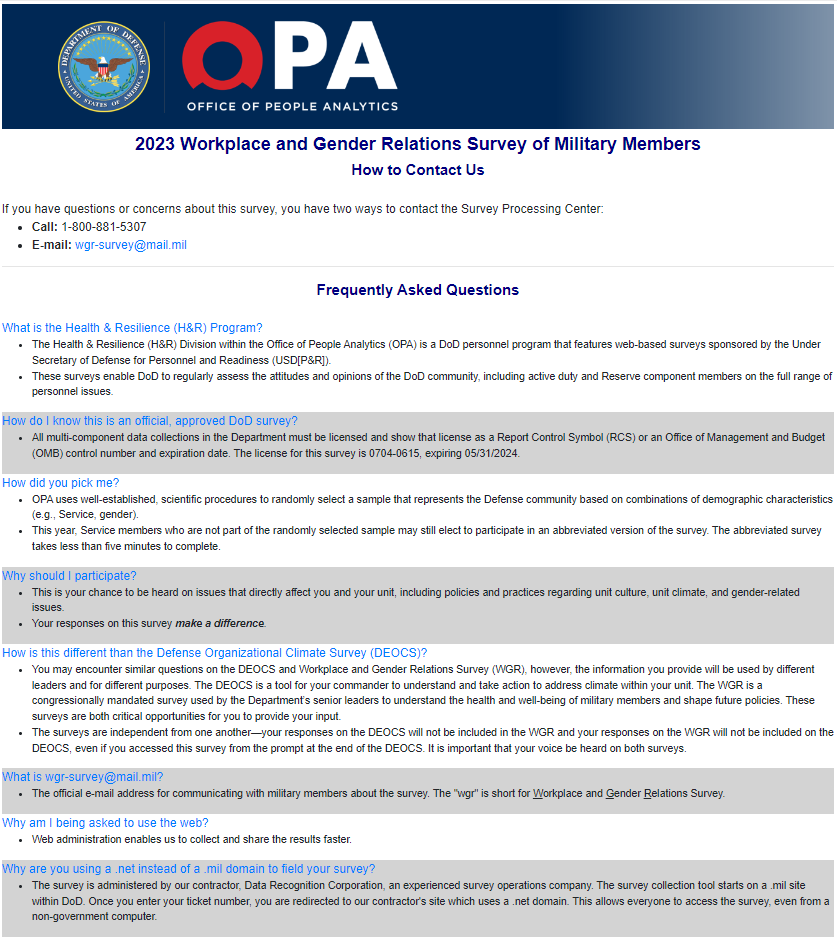 DEPARTMENT OF DEFENSE
UNITED STATES OF AMERICA
OPA
OFFICE OF PEOPLE ANALYTICS
2023 Workplace and Gender Relations Survey of Military Members
How to Contact Us
If you have questions or concerns about this survey, you have two ways to contact the Survey Processing Center:
• Call: 1-800-881-5307
• E-mail: wgr-survey@mail.mil
Frequently Asked Questions
What is the Health & Resilience (H&R) Program?
• The Health & Resilience (H&R) Division within the Office of People Analytics (OPA) is a DoD personnel program that features web-based surveys sponsored by the Under
Secretary of Defense for Personnel and Readiness (USD[P&R]).
• These surveys enable DoD to regularly assess the attitudes and opinions of the DoD community, including active duty and Reserve component members on the full range of
personnel issues.
How do I know this is an official, approved DoD survey?
• All multi-component data collections in the Department must be licensed and show that license as a Report Control Symbol (RCS) or an Office of Management and Budget
(OMB) control number and expiration date. The license for this survey is 0704-0615, expiring 05/31/2024.
How did you pick me?
• OPA uses well-established, scientific procedures to randomly select a sample that represents the Defense community based on combinations of demographic characteristics
(e.g., Service, gender).
• This year, Service members who are not part of the randomly selected sample may still elect to participate in an abbreviated version of the survey. The abbreviated survey
takes less than five minutes to complete.
Why should I participate?
• This is your chance to be heard on issues that directly affect you and your unit, including policies and practices regarding unit culture, unit climate, and gender-related
issues.
• Your responses on this survey make a difference.
How is this different than the Defense Organizational Climate Survey (DEOCS)?
• You may encounter similar questions on the DEOCS and Workplace and Gender Relations Survey (WGR), however, the information you provide will be used by different
leaders and for different purposes. The DEOCS is a tool for your commander to understand and take action to address climate within your unit. The WGR is a
congressionally mandated survey used by the Department's senior leaders to understand the health and well-being of military members and shape future policies. These
surveys are both critical opportunities for you to provide your input.
• The surveys are independent from one another—your responses on the DEOCS will not be included in the WGR and your responses on the WGR will not be included on the
DEOCS, even if you accessed this survey from the prompt at the end of the DEOCS. It is important that your voice be heard on both surveys.
What is wgr-survey@mail.mil?
• The official e-mail address for communicating with military members about the survey. The "wgr" is short for Workplace and Gender Relations Survey.
Why am I being asked to use the web?
• Web administration enables us to collect and share the results faster.
Why are you using a .net instead of a .mil domain to field your survey?
• The survey is administered by our contractor, Data Recognition Corporation, an experienced survey operations company. The survey collection tool starts on a .mil site
within DoD. Once you enter your ticket number, you are redirected to our contractor's site which uses a .net domain. This allows everyone to access the survey, even from a
non-government computer.